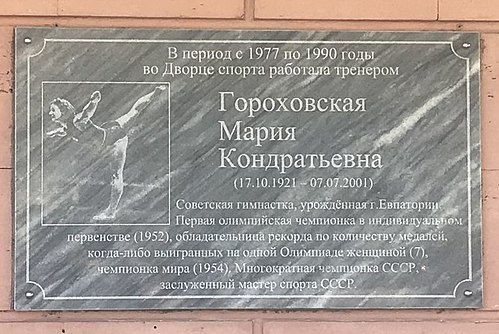 В период с 1977 по 1990 годы
во Дворце спорта работала тренером
Гороховская
Мария
Кондратьевна
(17.10.1921 – 07.07.2001)
Советская гимнастка, урождённая г.Евпатории.
Первая олимпийская чемпионка в индивидуальном
первенстве (1952), обладательница рекорда по количеству медалей,
когда-либо выигранных на одной Олимпиаде женщиной (7),
чемпионка мира (1954), Многократная чемпионка СССР,
заслуженный мастер спорта СССР.